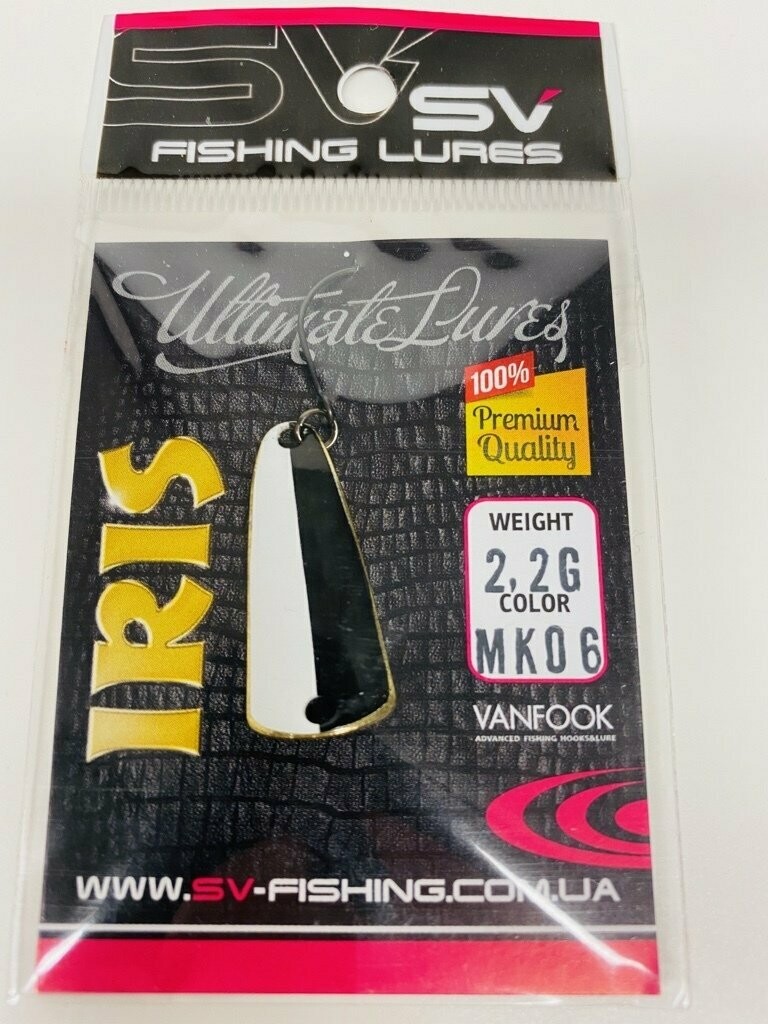 SV
SV
FISHING LURES
Ultimate Lures
100%
Premium
Quality
IRIS
WEIGHT
2,2G
COLOR
MK06
VANFOOK
ADVANCED FISHING HOOKS&LURE
WWW.SV-FISHING.COM.UA